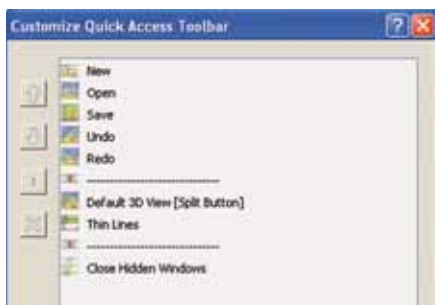 Customize Quick Access Toolbar
New
Open
Save
Undo
Redo
Default 3D View [Split Button]
Thin Lines
Close Hidden Windows